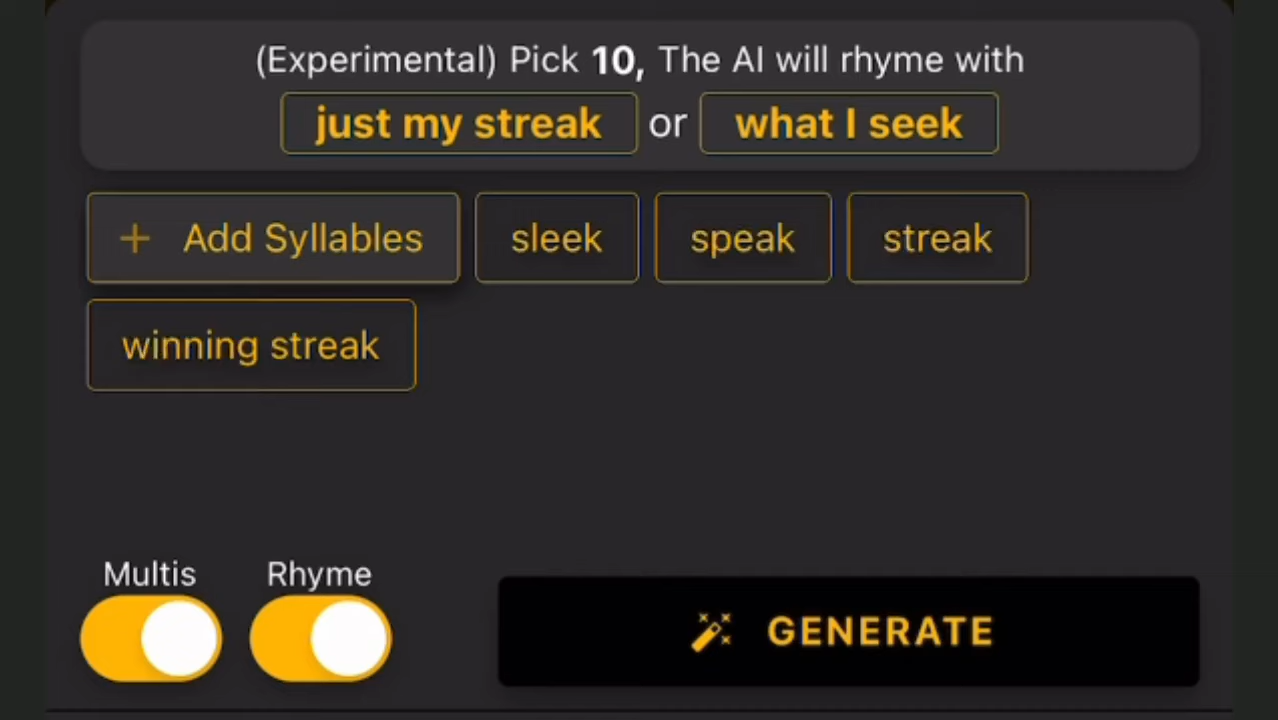 (Experimental) Pick 10, The AI will rhyme with
just my streak or what I seek
+ Add Syllables sleek speak streak
winning streak
Multis Rhyme
GENERATE